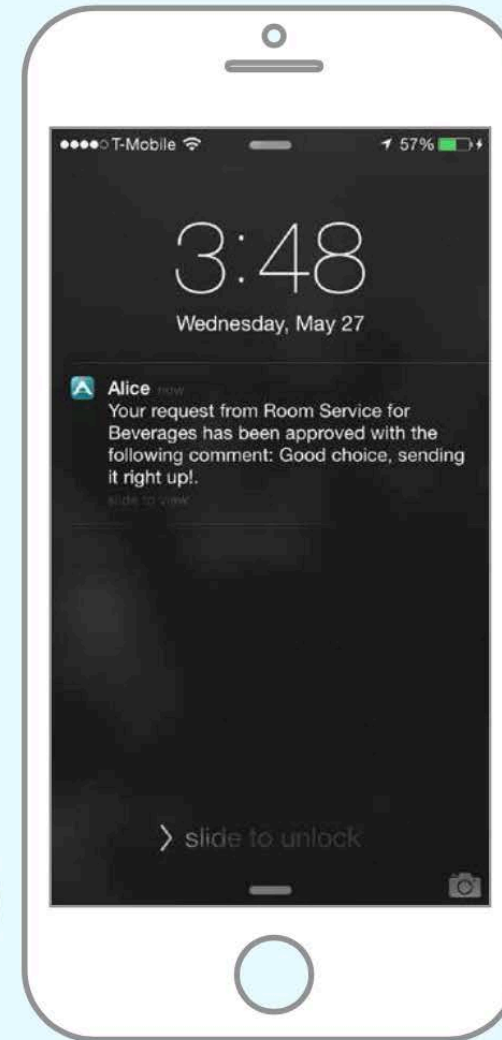 T-Mobile 57%
3:48
Wednesday, May 27
Alice now
Your request from Room Service for
Beverages has been approved with the
following comment: Good choice, sending
it right up!.
slide to view
slide to unlock